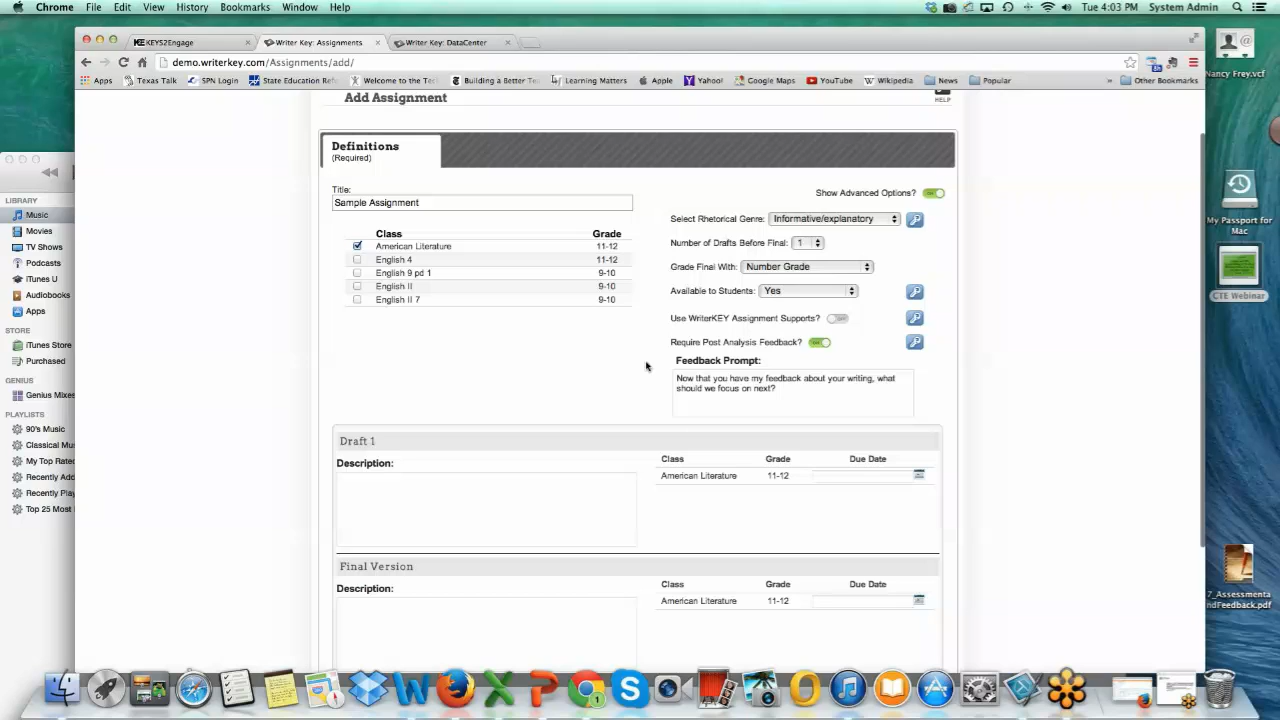 Chrome File Edit View History Bookmarks Window Help
Tue 4:03 PM System Admin
KEYS2Engage
Writer Key: Assignments
Writer Key: DataCenter
demo.writerkey.com/Assignments/add/
Apps Texas Talk SPN Login State Education Refo Welcome to the Tec Building a Better Tea Learning Matters Apple Yahoo! Google Maps YouTube Wikipedia News Popular » Other Bookmarks
Nancy Frey.vcf
Add Assignment
HELP
Definitions
(Required)
Title:
Sample Assignment
Show Advanced Options?
Class Grade
American Literature 11-12
English 4 11-12
English 9 pd 1 9-10
English II 9-10
English II 7 9-10
Select Rhetorical Genre: Informative/explanatory
Number of Drafts Before Final: 1
Grade Final With: Number Grade
Available to Students: Yes
Use WriterKEY Assignment Supports?
Require Post Analysis Feedback?
Feedback Prompt:
Now that you have my feedback about your writing, what
should we focus on next?
Draft 1
Description:
Class Grade Due Date
American Literature 11-12
Final Version
Description:
Class Grade Due Date
American Literature 11-12
LIBRARY
Music
Movies
TV Shows
Podcasts
iTunes U
Audiobooks
Apps
STORE
iTunes Store
Purchased
GENIUS
Genius Mixes
PLAYLISTS
90's Music
Classical Mu
My Top Rate
Recently Add
Recently Play
Top 25 Most
My Passport for
Mac
CTE Webinar
7_Assessmenta
ndFeedback.pdf